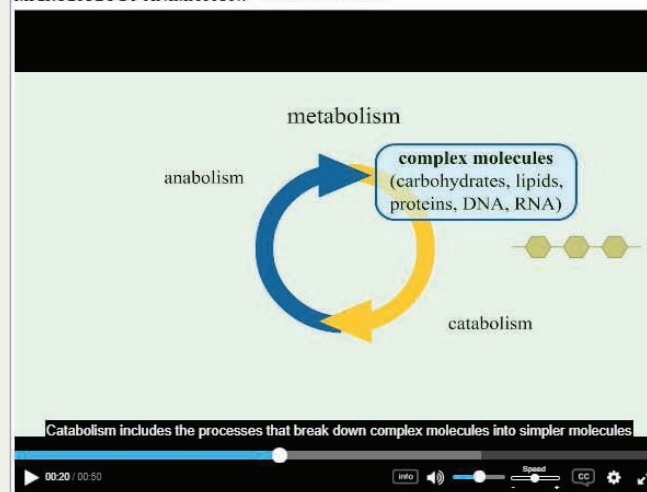 metabolism
anabolism
complex molecules
(carbohydrates, lipids,
proteins, DNA, RNA)
catabolism
Catabolism includes the processes that break down complex molecules into simpler molecules
00:20 / 00:50
Info
Speed
- +
CC